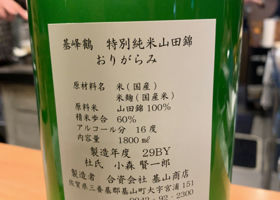 基峰鶴 特別純米山田錦
おりがらみ
原材料名 米(国産)
米麹(国産米)
原料米 山田錦100%
精米歩合 60%
アルコール分 16度
内容量 1800㎖
製造年度 29BY
杜氏 小森 賢一郎
製造者 合資会社 基山商店
佐賀県三養基郡基山町大字宮浦151